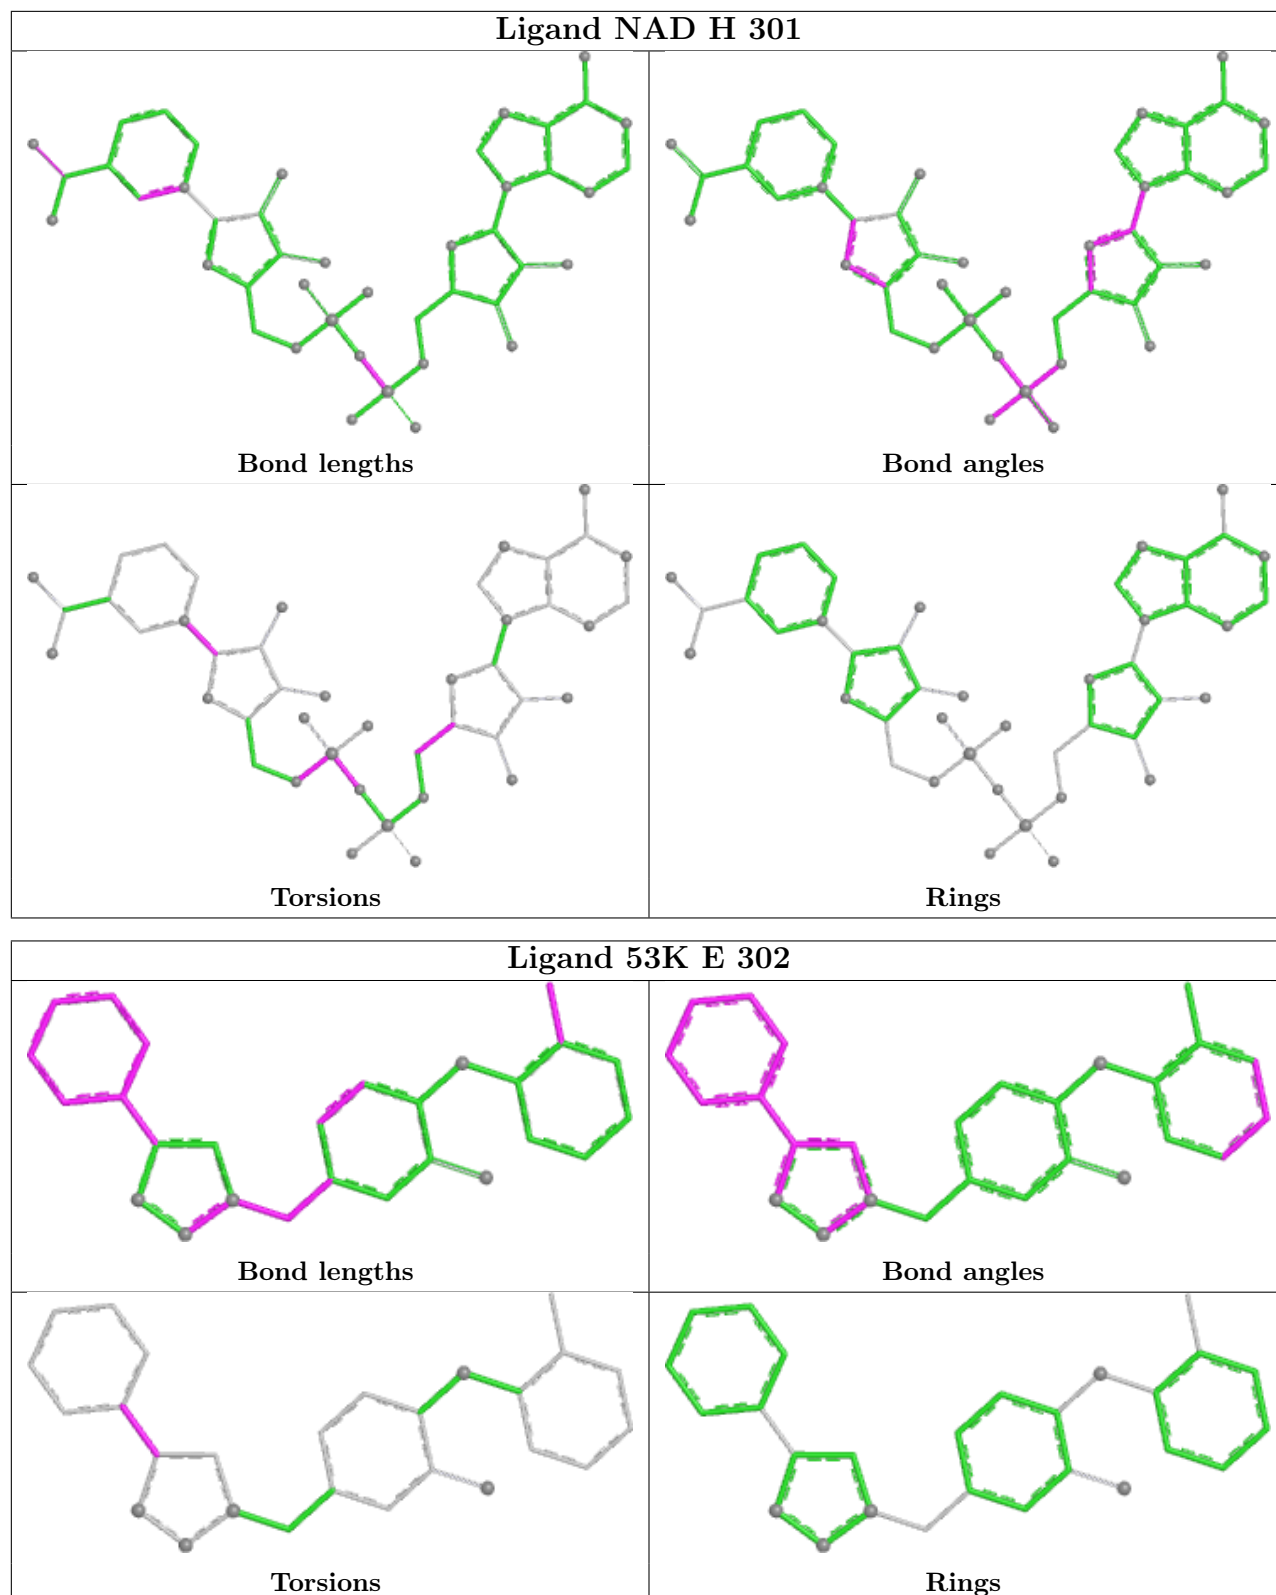 Ligand NAD H 301
Bond lengths
Bond angles
Torsions
Rings
Ligand 53K E 302
Bond lengths
Bond angles
Torsions
Rings